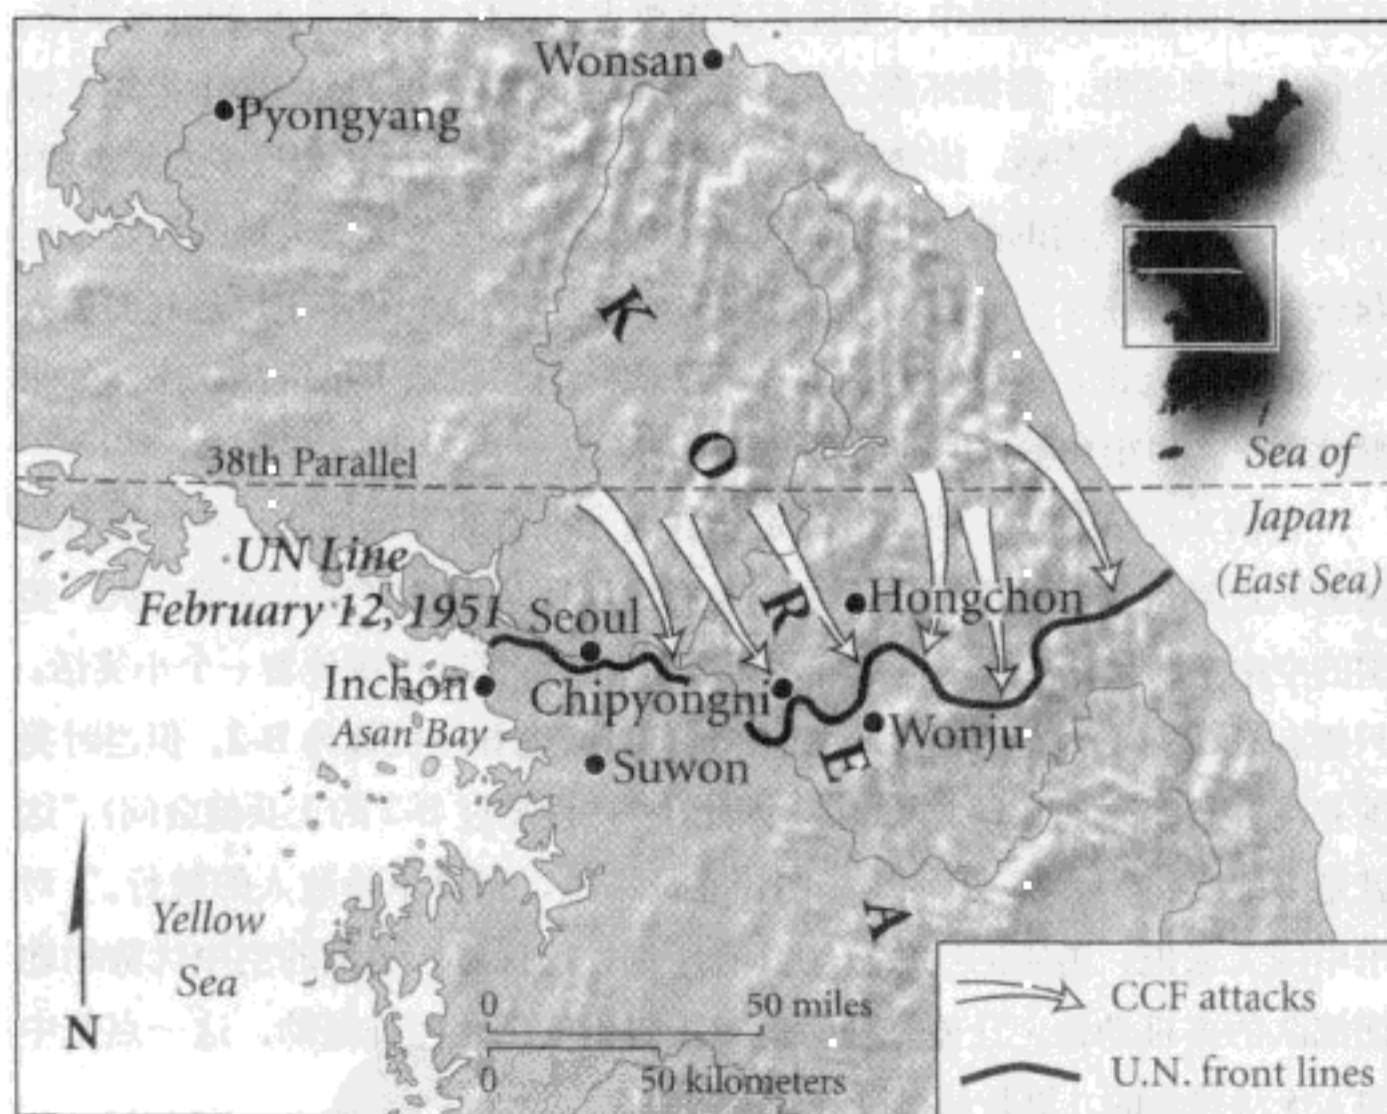 Wonsan
Pyongyang
K
O
R
E
A
38th Parallel
Sea of
Japan
(East Sea)
UN Line
February 12, 1951
Seoul
Hongchon
Inchon
Chipyongni
Asan Bay
Wonju
Suwon
Yellow
Sea
N
0 50 miles
0 50 kilometers
CCF attacks
U.N. front lines